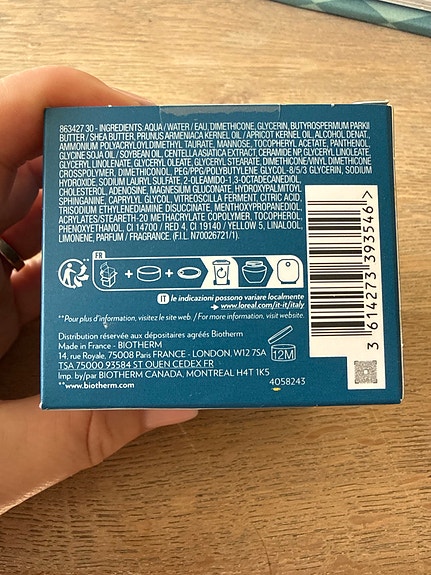 863427 30 - INGREDIENTS: AQUA / WATER / EAU, DIMETHICONE, GLYCERIN, BUTYROSPERMUM PARKII
BUTTER / SHEA BUTTER, PRUNUS ARMENIACA KERNEL OIL / APRICOT KERNEL OIL, ALCOHOL DENAT.,
AMMONIUM POLYACRYLOYLDIMETHYL TAURATE, MANNOSE, TOCOPHERYL ACETATE, PANTHENOL,
GLYCINE SOJA OIL / SOYBEAN OIL, CENTELLA ASIATICA EXTRACT, CERAMIDE NP, GLYCERYL LINOLEATE,
GLYCERYL LINOLENATE, GLYCERYL OLEATE, GLYCERYL STEARATE, DIMETHICONE/VINYL DIMETHICONE
CROSSPOLYMER, DIMETHICONOL, PEG/PPG/POLYBUTYLENE GLYCOL-8/5/3 GLYCERIN, SODIUM
HYDROXIDE, SODIUM LAURYL SULFATE, 2-OLEAMIDO-1,3-OCTADECANEDIOL,
CHOLESTEROL, ADENOSINE, MAGNESIUM GLUCONATE, HYDROXYPALMITOYL
SPHINGANINE, CAPRYLYL GLYCOL, VITREOSCILLA FERMENT, CITRIC ACID,
TRISODIUM ETHYLENEDIAMINE DISUCCINATE, MENTHOXYPROPANEDIOL,
ACRYLATES/STEARETH-20 METHACRYLATE COPOLYMER, TOCOPHEROL,
PHENOXYETHANOL, CI 14700 / RED 4, CI 19140 / YELLOW 5, LINALOOL,
LIMONENE, PARFUM / FRAGRANCE. (F.I.L. N70026721/1).
FR
+ +
IT le indicazioni possono variare localmente
→ www.loreal.com/it-it/italy
**Pour plus d'information, visitez le site web. / For more information, visit website.
Distribution réservée aux dépositaires agréés Biotherm
Made in France - BIOTHERM
14, rue Royale, 75008 Paris FRANCE - LONDON, W12 7SA
TSA 75000 93584 ST OUEN CEDEX FR
Imp. by/par BIOTHERM CANADA, MONTREAL H4T 1K5
**www.biotherm.com
12M
4058243
3 614273 393546 >